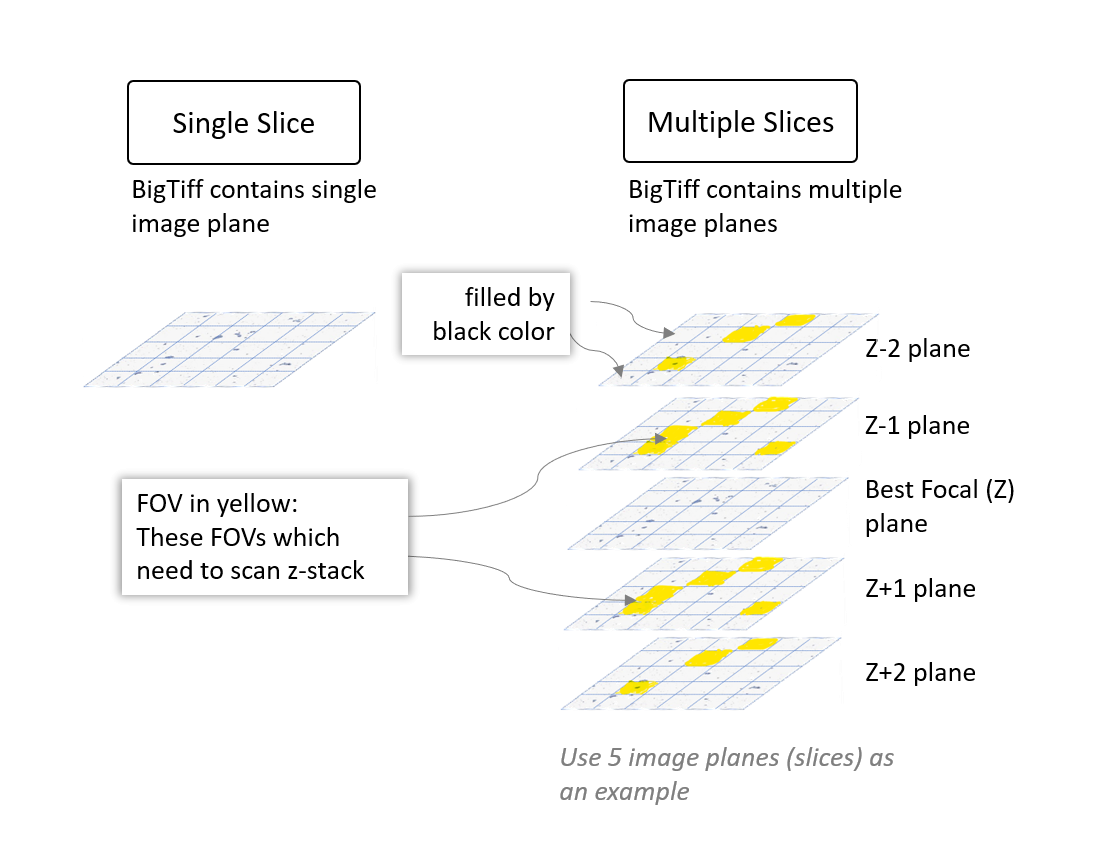 Single Slice
BigTiff contains single
image plane
Multiple Slices
BigTiff contains multiple
image planes
filled by
black color
Z-2 plane
Z-1 plane
Best Focal (Z)
plane
FOV in yellow:
These FOVs which
need to scan z-stack
Z+1 plane
Z+2 plane
Use 5 image planes (slices) as
an example